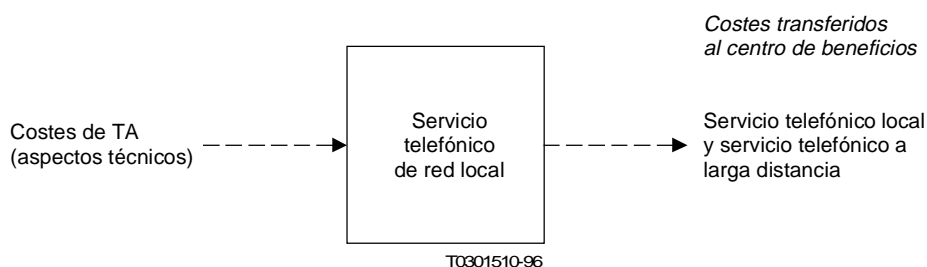 Costes transferidos
al centro de beneficios
Costes de TA
(aspectos técnicos)
Servicio
telefónico
de red local
Servicio telefónico local
y servicio telefónico a
larga distancia
T0301510-96